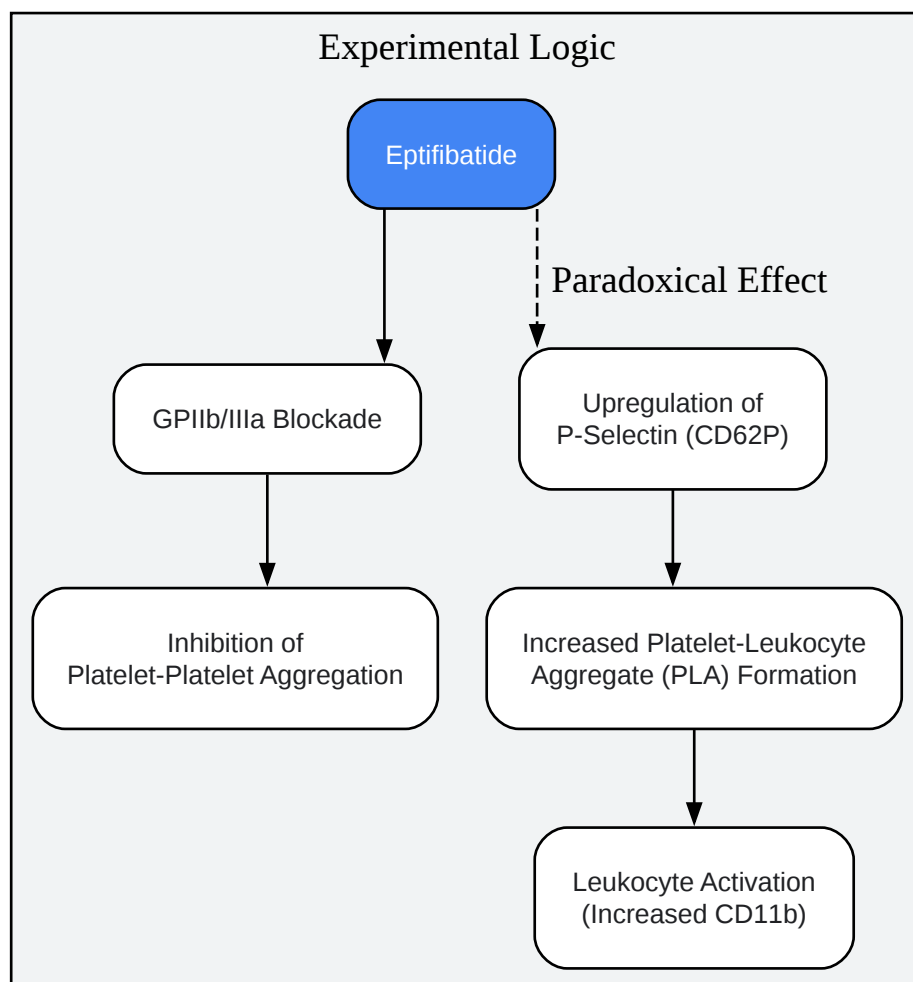 Experimental Logic
Eptifibatide
Paradoxical Effect
GPIIb/IIIa Blockade
Upregulation of
P-Selectin (CD62P)
Inhibition of
Platelet-Platelet Aggregation
Increased Platelet-Leukocyte
Aggregate (PLA) Formation
Leukocyte Activation
(Increased CD11b)